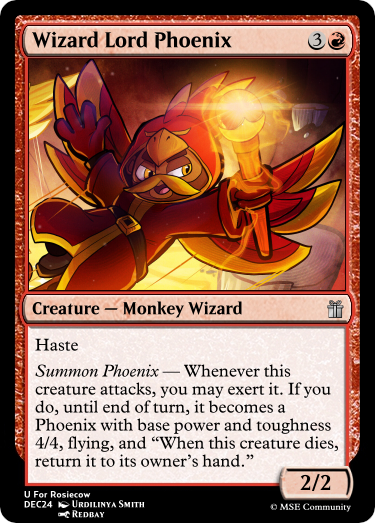 Wizard Lord Phoenix 3
Creature — Monkey Wizard
Haste
Summon Phoenix — Whenever this
creature attacks, you may exert it. If you
do, until end of turn, it becomes a
Phoenix with base power and toughness
4/4, flying, and “When this creature dies,
return it to its owner’s hand.”
2/2
U For Rosiecow
DEC24 Urdilinya Smith © MSE Community
Redbay